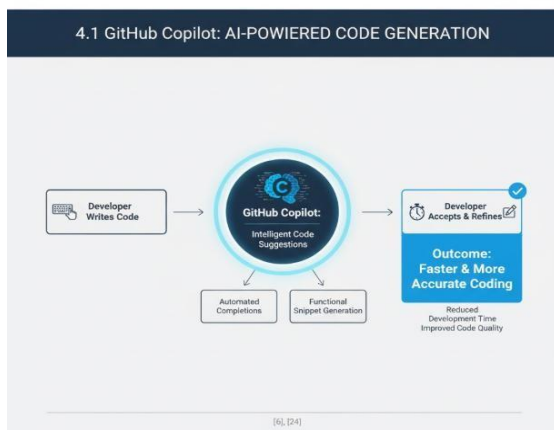 4.1 GitHub Copilot: AI-POWIERED CODE GENERATION
Developer
Writes Code
C
GitHub Copilot:
Intelligent Code
Suggestions
Automated
Completions
Functional
Snippet Generation
Developer
Accepts & Refines
Outcome:
Faster & More
Accurate Coding
Reduced
Development Time
Improved Code Quality
[6], [24]